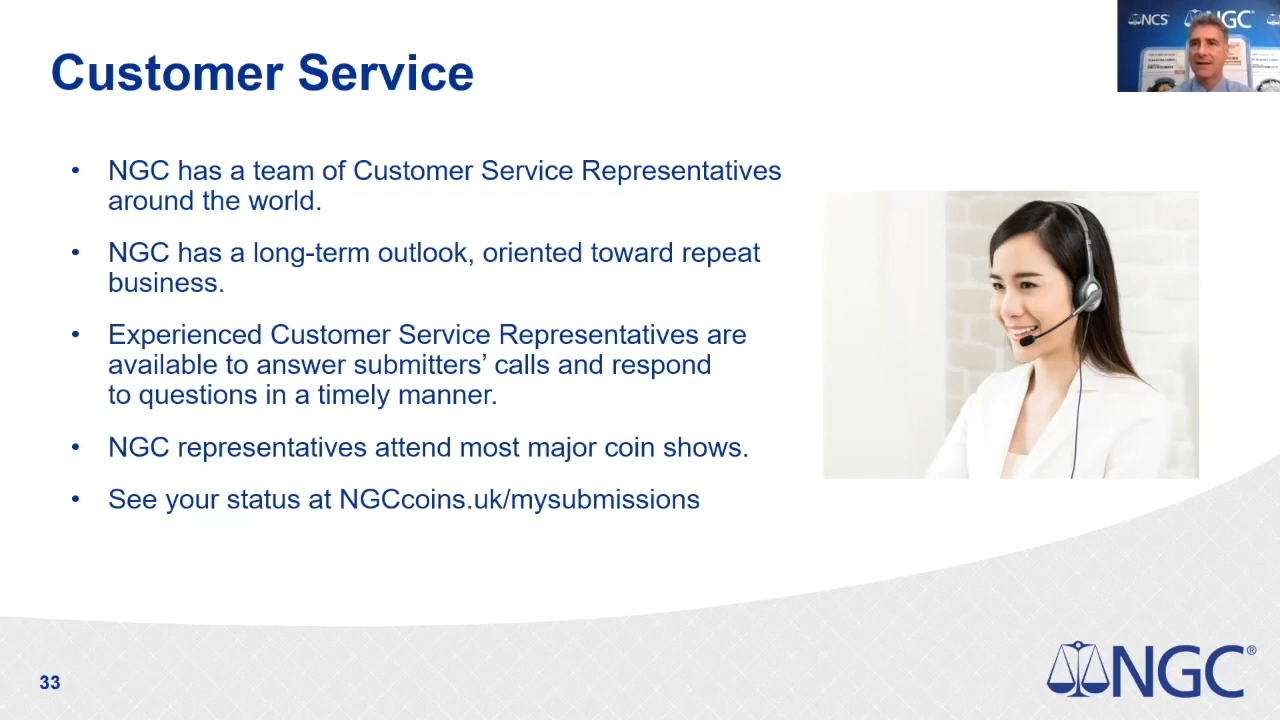 NCS
NGC®
Customer Service
• NGC has a team of Customer Service Representatives
around the world.
• NGC has a long-term outlook, oriented toward repeat
business.
• Experienced Customer Service Representatives are
available to answer submitters’ calls and respond
to questions in a timely manner.
• NGC representatives attend most major coin shows.
• See your status at NGCcoins.uk/mysubmissions
33
NGC®